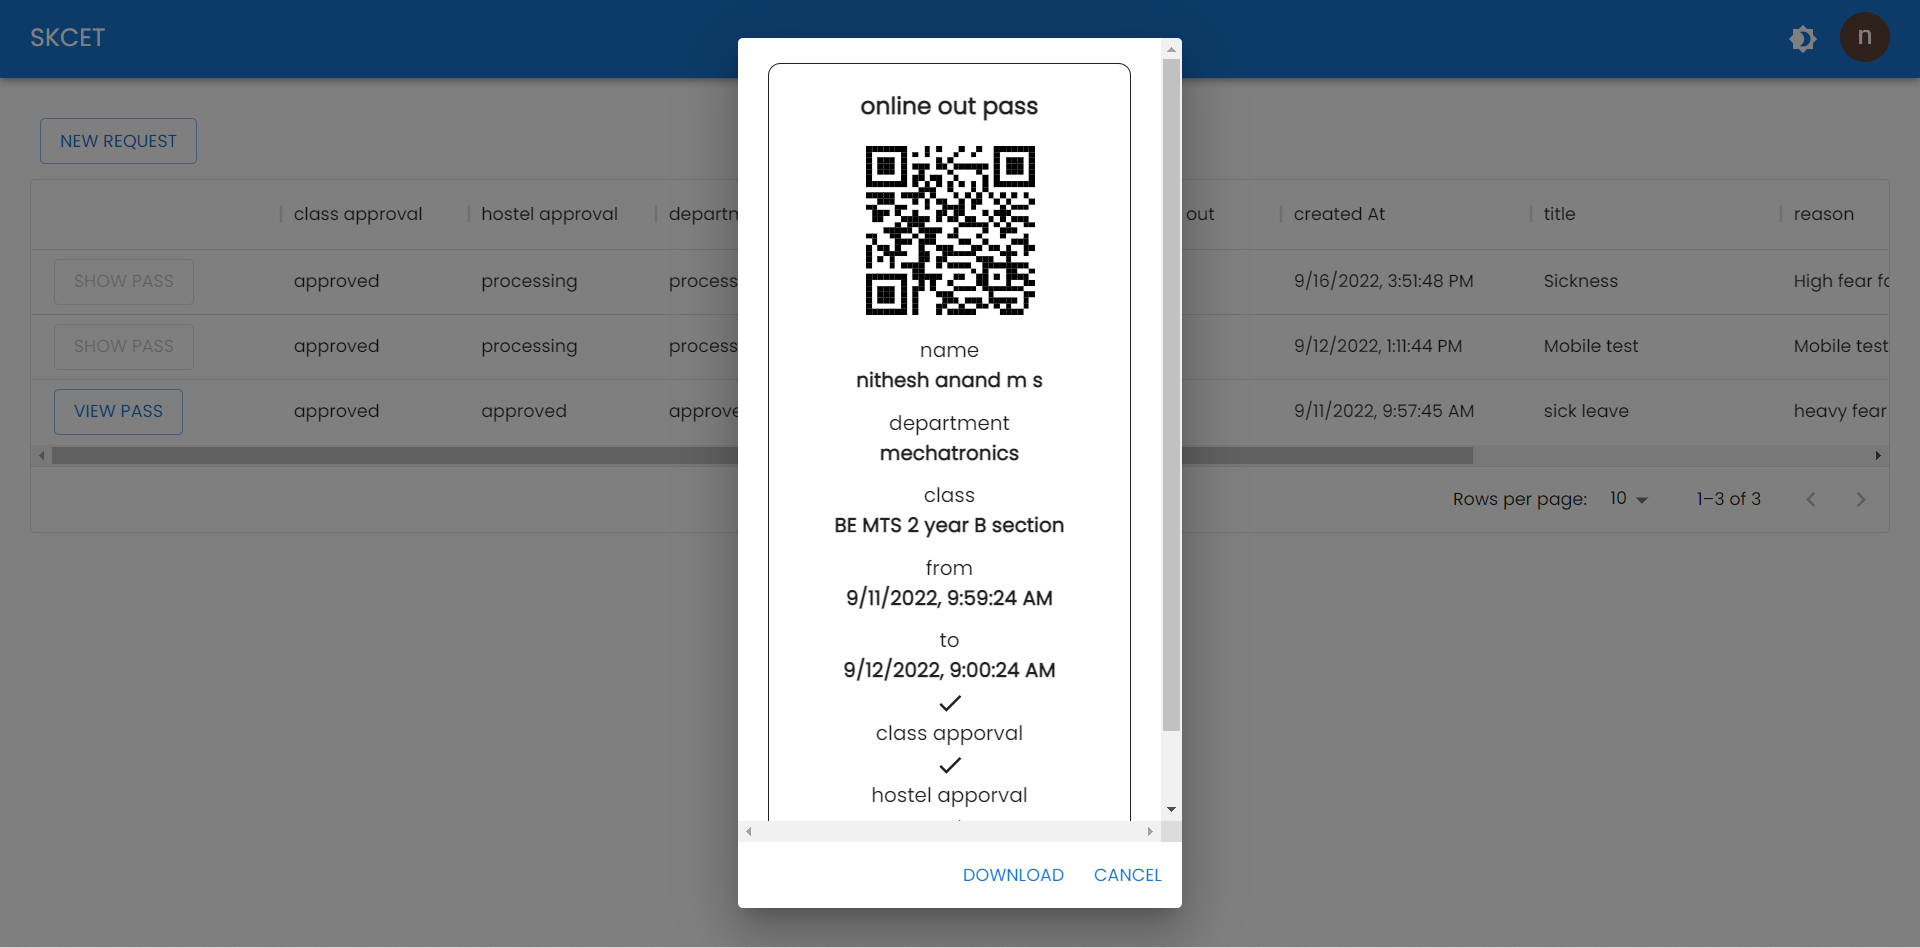 SKCET
n
NEW REQUEST
class approval hostel approval departm out created At title reason
SHOW PASS approved processing process 9/16/2022, 3:51:48 PM Sickness High fear fo
SHOW PASS approved processing process 9/12/2022, 1:11:44 PM Mobile test Mobile test
VIEW PASS approved approved approve 9/11/2022, 9:57:45 AM sick leave heavy fear
Rows per page: 10 1–3 of 3
online out pass
name
nithesh anand m s
department
mechatronics
class
BE MTS 2 year B section
from
9/11/2022, 9:59:24 AM
to
9/12/2022, 9:00:24 AM
class apporval
hostel apporval
DOWNLOAD CANCEL